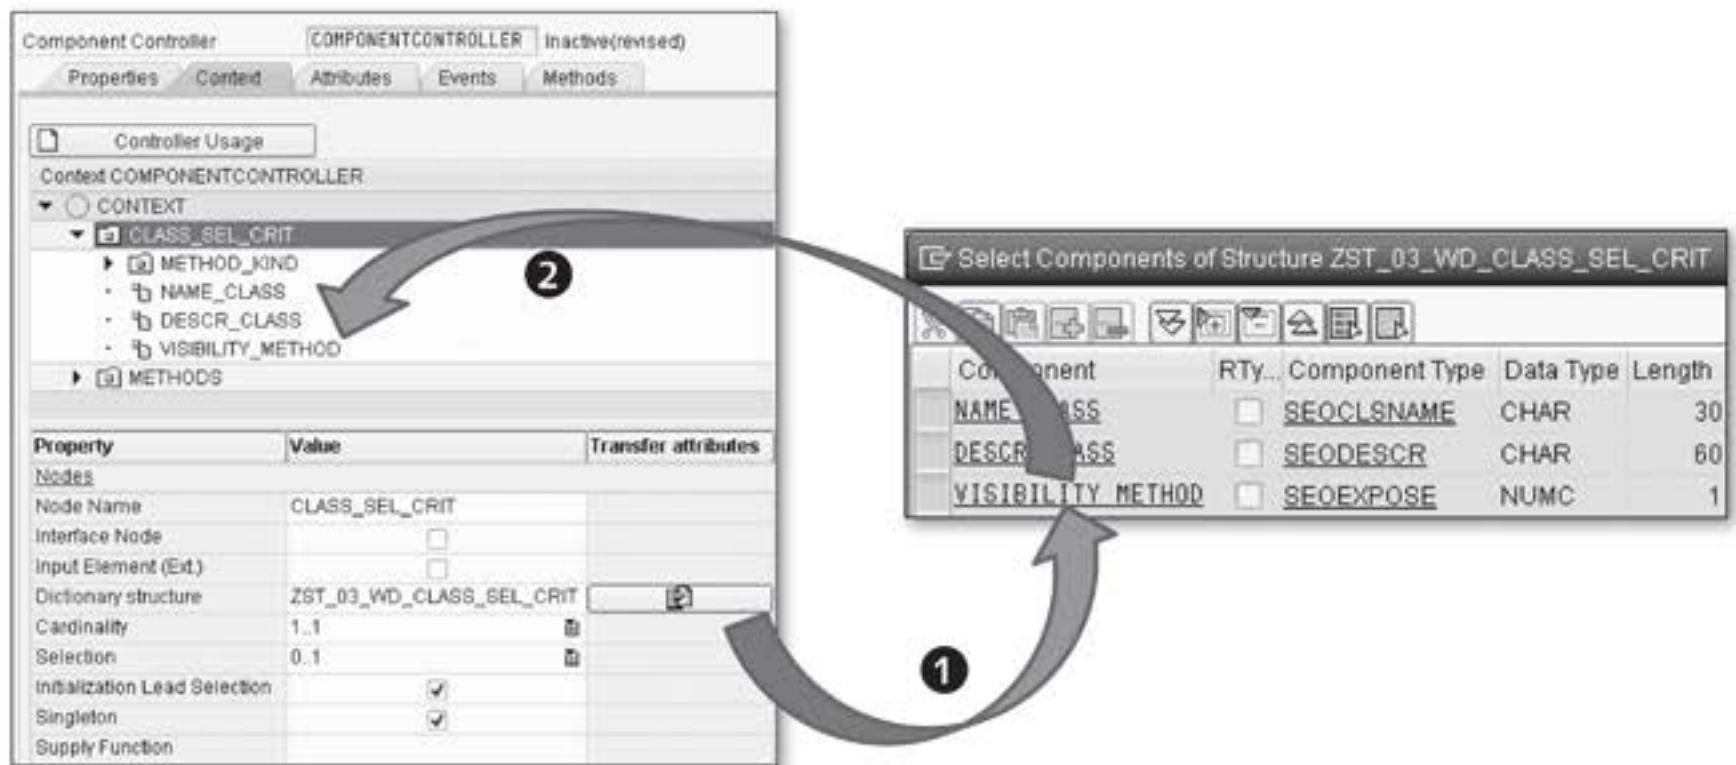 Component Controller COMPONENTCONTROLLER Inactive(revised)
Properties Context Attributes Events Methods
Controller Usage
Context COMPONENTCONTROLLER
CONTEXT
CLASS_SEL_CRIT
METHOD_KIND
NAME_CLASS
DESCR_CLASS
VISIBILITY_METHOD
METHODS
Property Value Transfer attributes
Nodes
Node Name CLASS_SEL_CRIT
Interface Node
Input Element (Ext.)
Dictionary structure ZST_03_WD_CLASS_SEL_CRIT
Cardinality 1..1
Selection 0..1
Initialization Lead Selection
Singleton
Supply Function
2
1
Select Components of Structure ZST_03_WD_CLASS_SEL_CRIT
Component RTy... Component Type Data Type Length
NAME_CLASS SEOCLSNAME CHAR 30
DESCR_CLASS SEODESCR CHAR 60
VISIBILITY_METHOD SEOEXPOSE NUMC 1